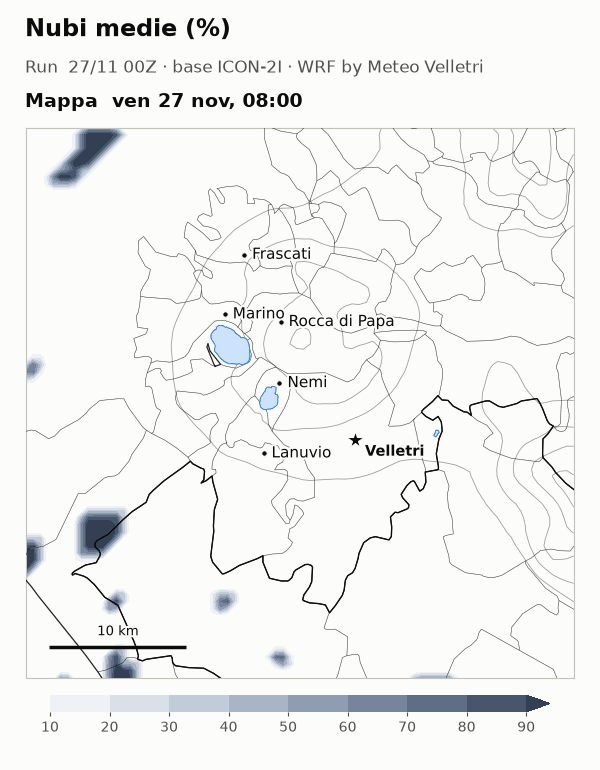 Nubi medie (%)
Run  27/11 00Z · base ICON-2I · WRF by Meteo Velletri
Mappa  ven 27 nov, 08:00
Frascati
Marino
Rocca di Papa
Nemi
Velletri
Lanuvio
10 km
10 20 30 40 50 60 70 80 90